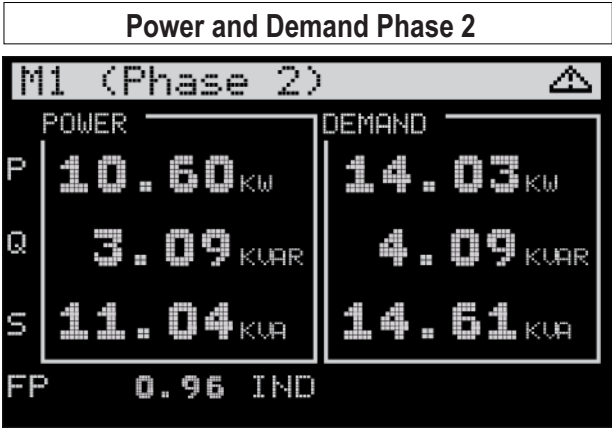 Power and Demand Phase 2
M1 (Phase 2)
POWER DEMAND
P 10.60 KW 14.03 KW
Q 3.09 KVAR 4.09 KVAR
S 11.04 KVA 14.61 KVA
FP 0.96 IND